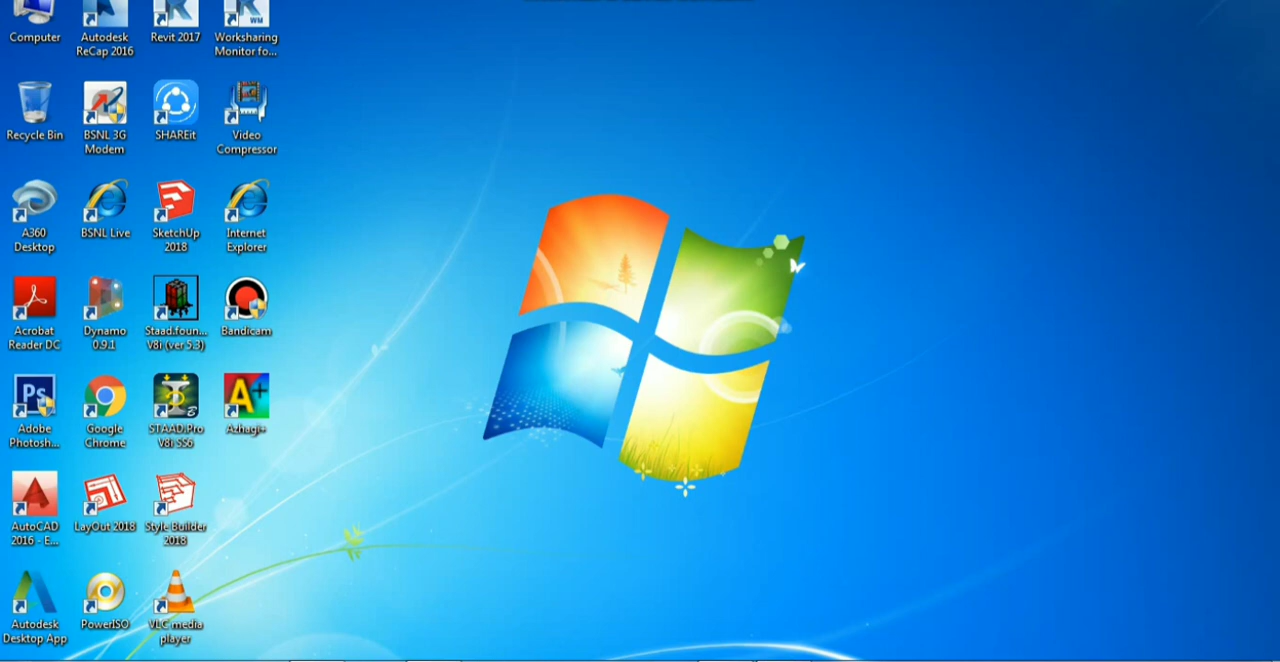 Computer
Autodesk
ReCap 2016
Revit 2017
Worksharing
Monitor fo...
WM
Recycle Bin
BSNL 3G
Modem
SHAREit
Video
Compressor
A360
Desktop
BSNL Live
SketchUp
2018
Internet
Explorer
Acrobat
Reader DC
Dynamo
0.9.1
Staad.foun...
V8i (ver 5.3)
Bandicam
Ps
Adobe
Photosh...
Google
Chrome
STAAD.Pro
V8i SS6
A+
Azhagi+
AutoCAD
2016 - E...
LayOut 2018
Style Builder
2018
Autodesk
Desktop App
PowerISO
VLC media
player